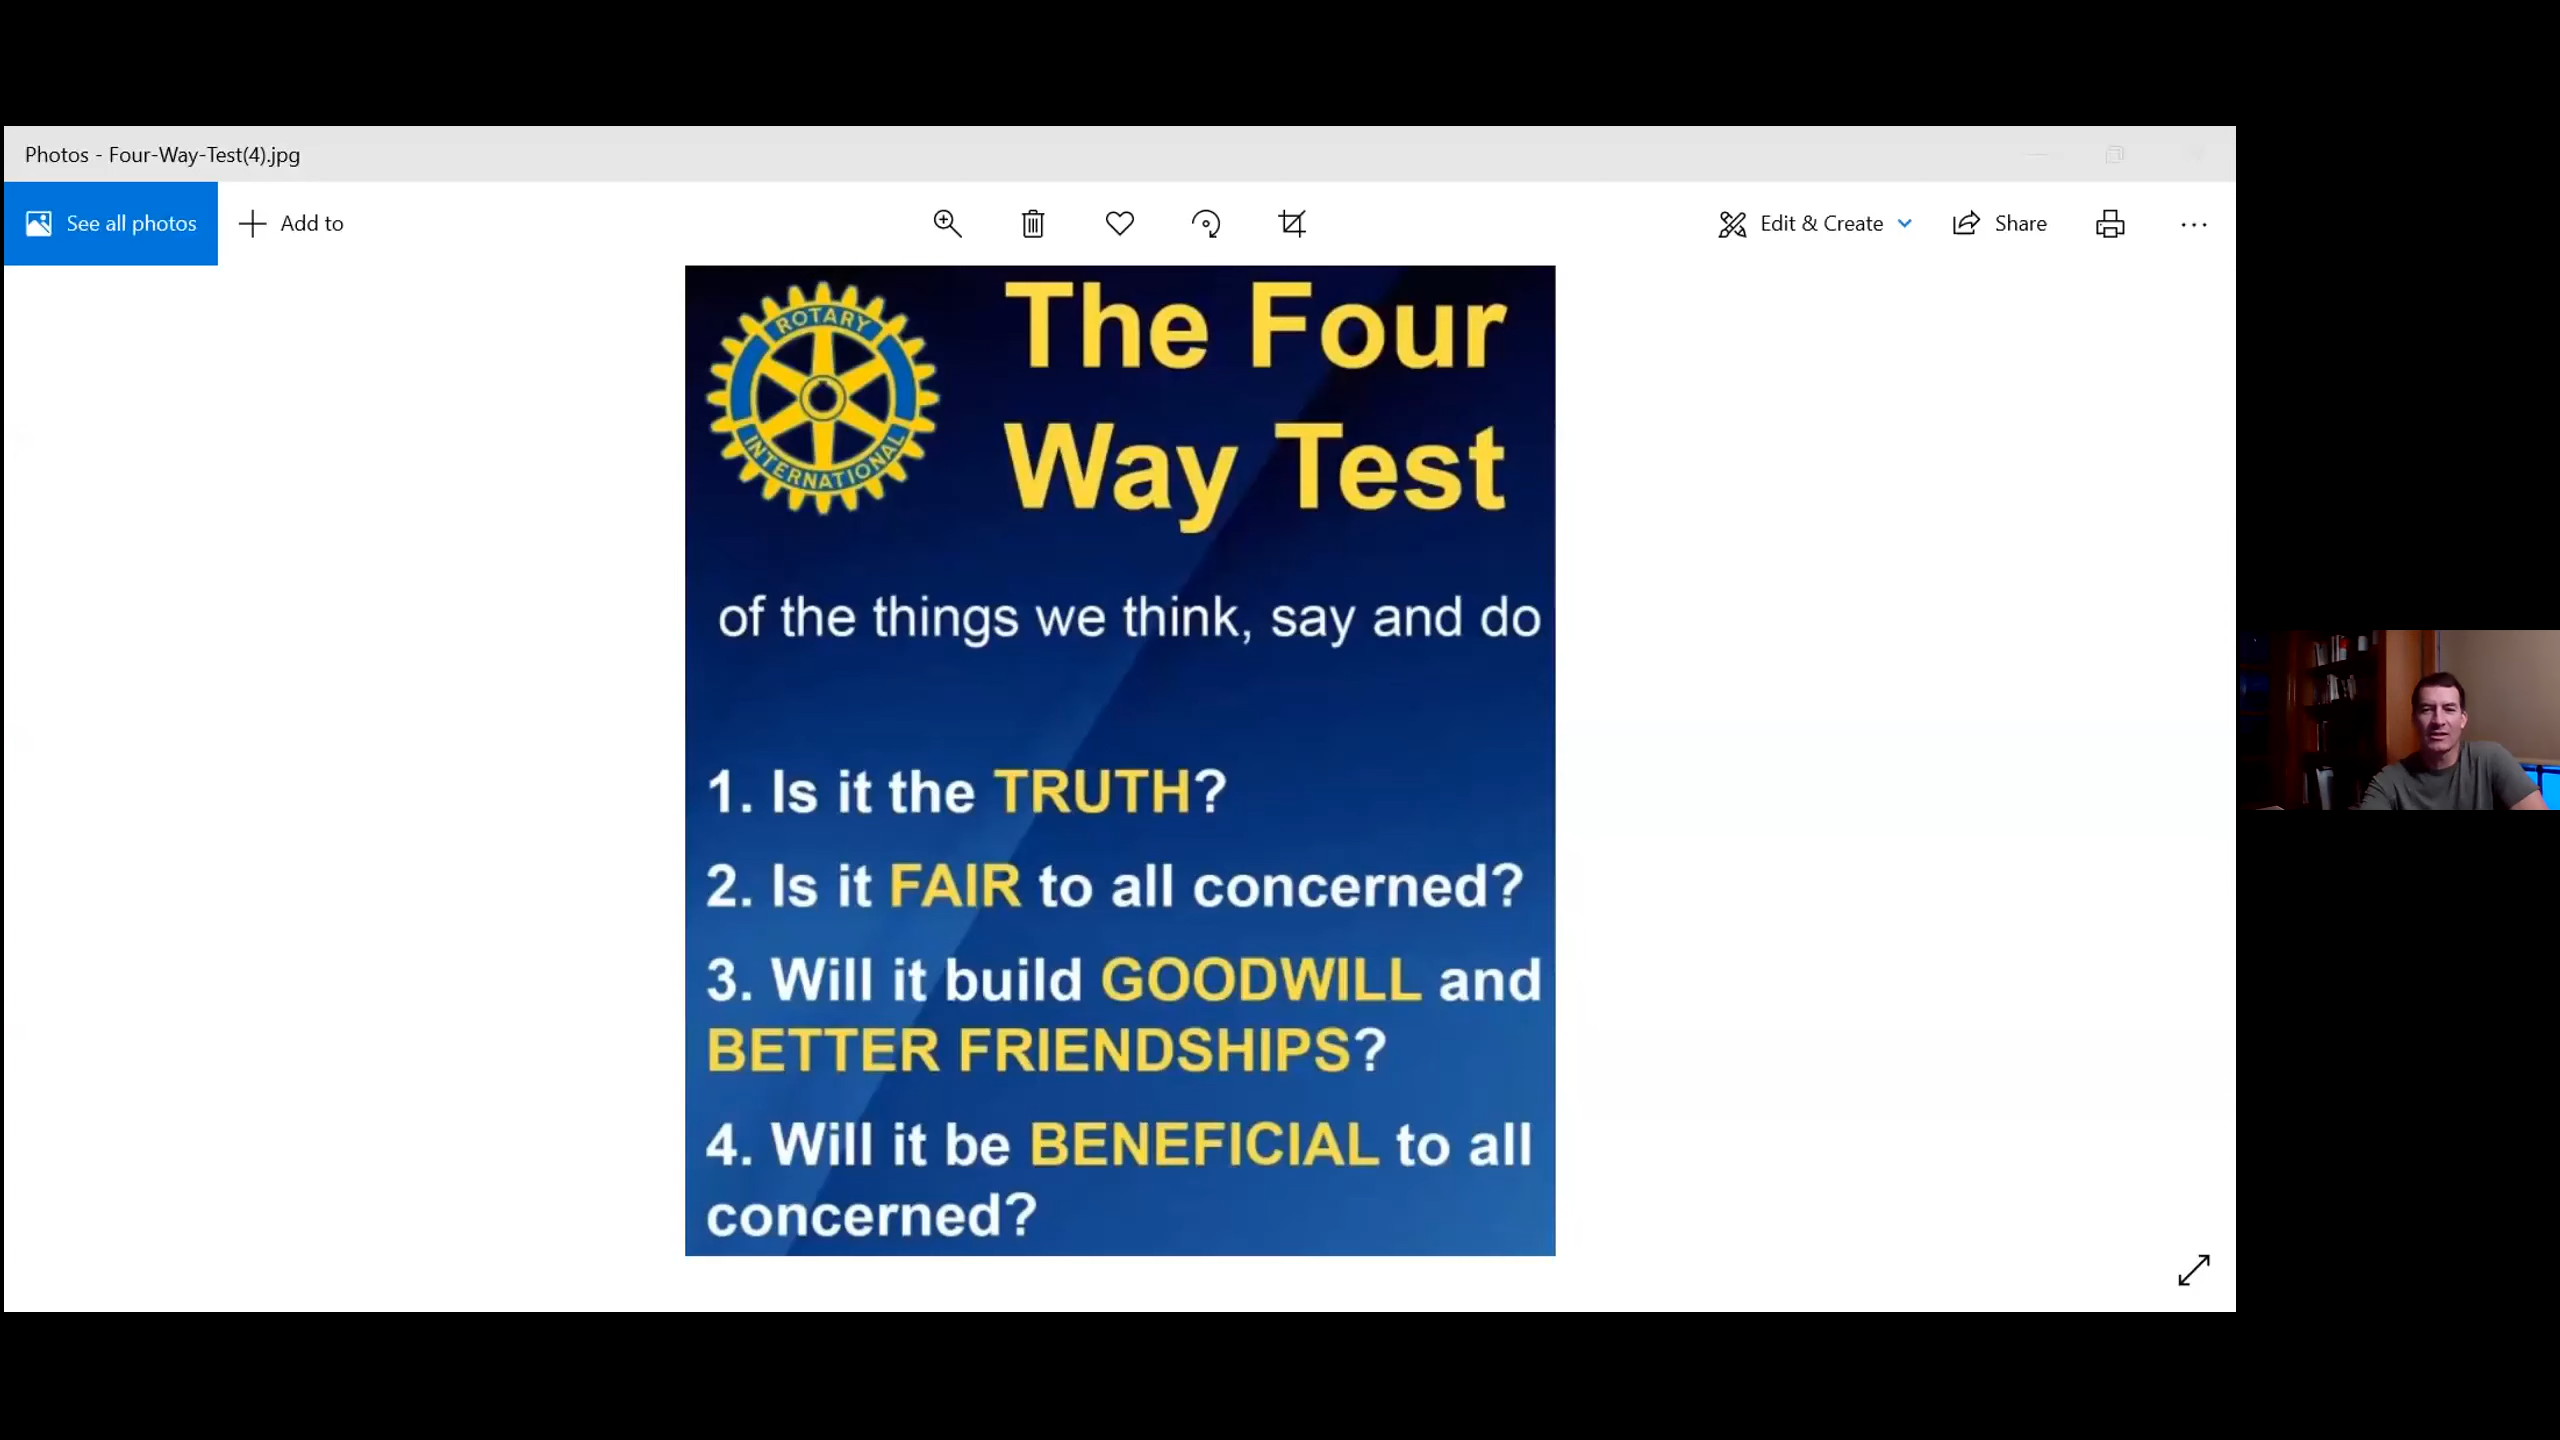 Photos - Four-Way-Test(4).jpg
See all photos
Add to
Edit & Create
Share
ROTARY
INTERNATIONAL
The Four
Way Test
of the things we think, say and do
1. Is it the TRUTH?
2. Is it FAIR to all concerned?
3. Will it build GOODWILL and
BETTER FRIENDSHIPS?
4. Will it be BENEFICIAL to all
concerned?